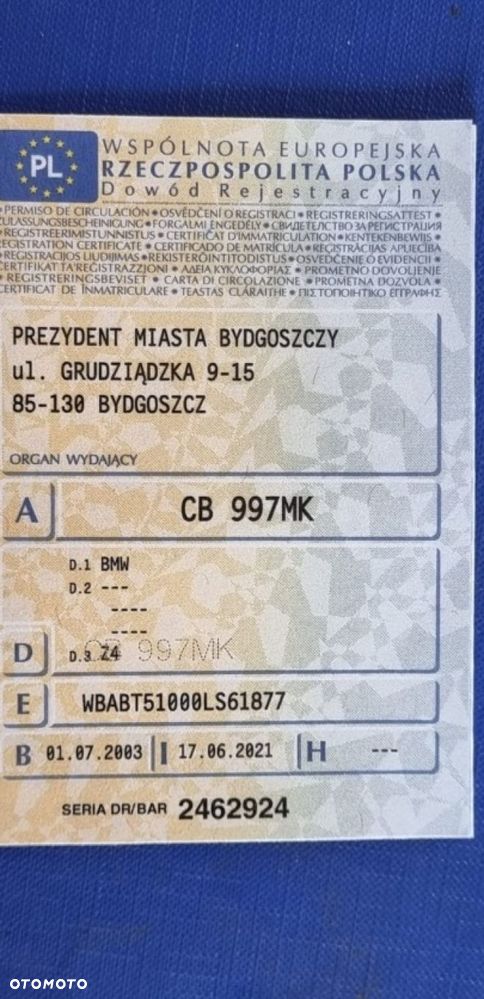 PL
WSPÓLNOTA EUROPEJSKA
RZECZPOSPOLITA POLSKA
Dowód Rejestracyjny
PERMISO DE CIRCULACIÓN • OSVĚDČENÍ O REGISTRACI • REGISTRERINGSATTEST •
ZULASSUNGSBESCHEINIGUNG • FORGALMI ENGEDÉLY • СВИДЕТЕЛСТВО ЗА РЕГИСТРАЦИЯ
• REGISTREERIMISTUNNISTUS • CERTIFICAT D'IMMATRICULATION • KENTEKENBEWIJS •
REGISTRATION CERTIFICATE • CERTIFICADO DE MATRÍCULA • REĢISTRĀCIJAS APLIECĪBA
• REGISTRACIJOS LIUDIJIMAS • REKISTERÖINTITODISTUS • OSVEDČENIE O EVIDENCII •
ĊERTIFIKAT TA' REĠISTRAZZJONI • ΑΔΕΙΑ ΚΥΚΛΟΦΟΡΙΑΣ • PROMETNO DOVOLJENJE
• REGISTRERINGSBEVISET • CARTA DI CIRCOLAZIONE • PROMETNA DOZVOLA •
CERTIFICAT DE ÎNMATRICULARE • TEASTAS CLÁRAITHE • ΠΙΣΤΟΠΟΙΗΤΙΚΟ ΕΓΓΡΑΦΗΣ
PREZYDENT MIASTA BYDGOSZCZY
ul. GRUDZIĄDZKA 9-15
85-130 BYDGOSZCZ
ORGAN WYDAJĄCY
A CB 997MK
D.1 BMW
D.2 ---
----
----
D D.3 Z4
CB 997MK
E WBABT51000LS61877
B 01.07.2003 I 17.06.2021 H ---
SERIA DR/BAR 2462924
OTOMOTO